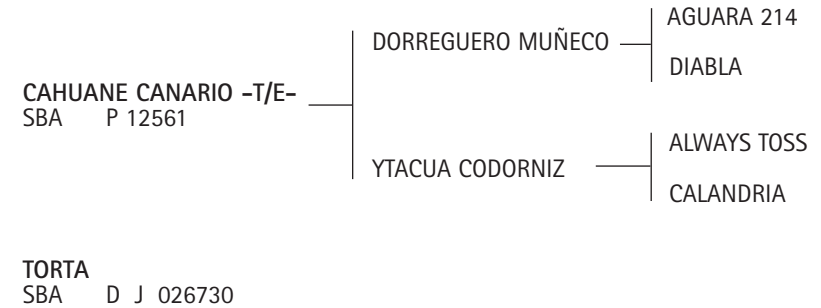 AGUARA 214
DORREGUERO MUÑECO
DIABLA
CAHUANE CANARIO -T/E-
SBA P 12561
ALWAYS TOSS
YTACUA CODORNIZ
CALANDRIA
TORTA
SBA D J 026730